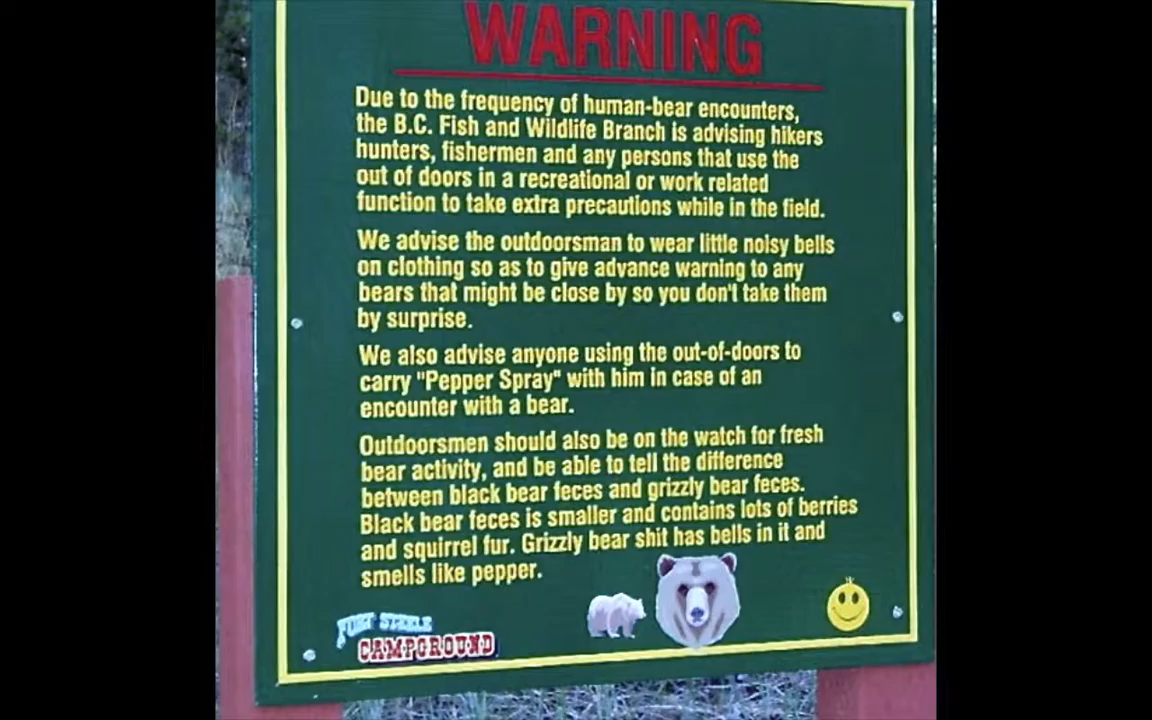 WARNING
Due to the frequency of human-bear encounters,
the B.C. Fish and Wildlife Branch is advising hikers
hunters, fishermen and any persons that use the
out of doors in a recreational or work related
function to take extra precautions while in the field.
We advise the outdoorsman to wear little noisy bells
on clothing so as to give advance warning to any
bears that might be close by so you don't take them
by surprise.
We also advise anyone using the out-of-doors to
carry "Pepper Spray" with him in case of an
encounter with a bear.
Outdoorsmen should also be on the watch for fresh
bear activity, and be able to tell the difference
between black bear feces and grizzly bear feces.
Black bear feces is smaller and contains lots of berries
and squirrel fur. Grizzly bear shit has bells in it and
smells like pepper.
FORT STEELE
CAMPGROUND